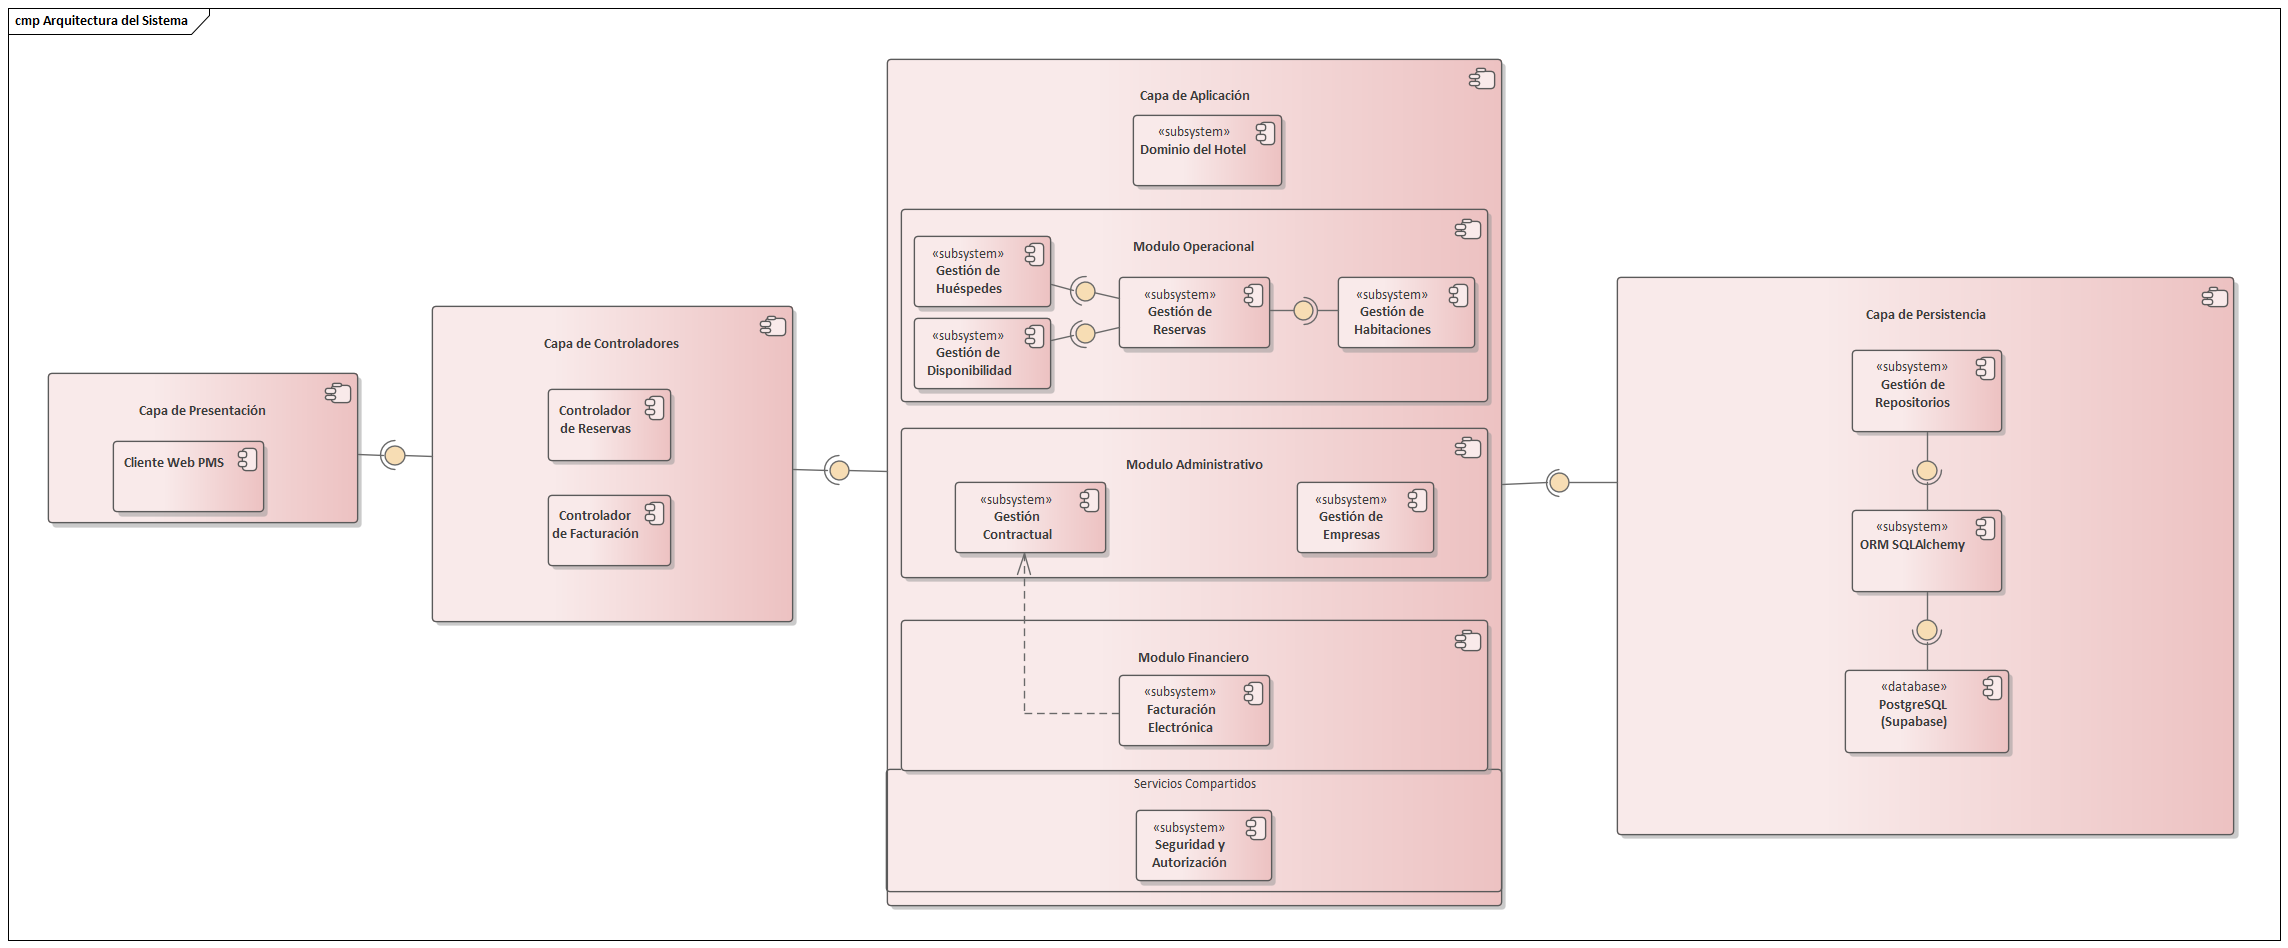 cmp Arquitectura del Sistema
Capa de Presentación
Cliente Web PMS
Capa de Controladores
Controlador
de Reservas
Controlador
de Facturación
Capa de Aplicación
«subsystem»
Dominio del Hotel
Modulo Operacional
«subsystem»
Gestión de
Huéspedes
«subsystem»
Gestión de
Disponibilidad
«subsystem»
Gestión de
Reservas
«subsystem»
Gestión de
Habitaciones
Modulo Administrativo
«subsystem»
Gestión
Contractual
«subsystem»
Gestión de
Empresas
Modulo Financiero
«subsystem»
Facturación
Electrónica
Servicios Compartidos
«subsystem»
Seguridad y
Autorización
Capa de Persistencia
«subsystem»
Gestión de
Repositorios
«subsystem»
ORM SQLAlchemy
«database»
PostgreSQL
(Supabase)